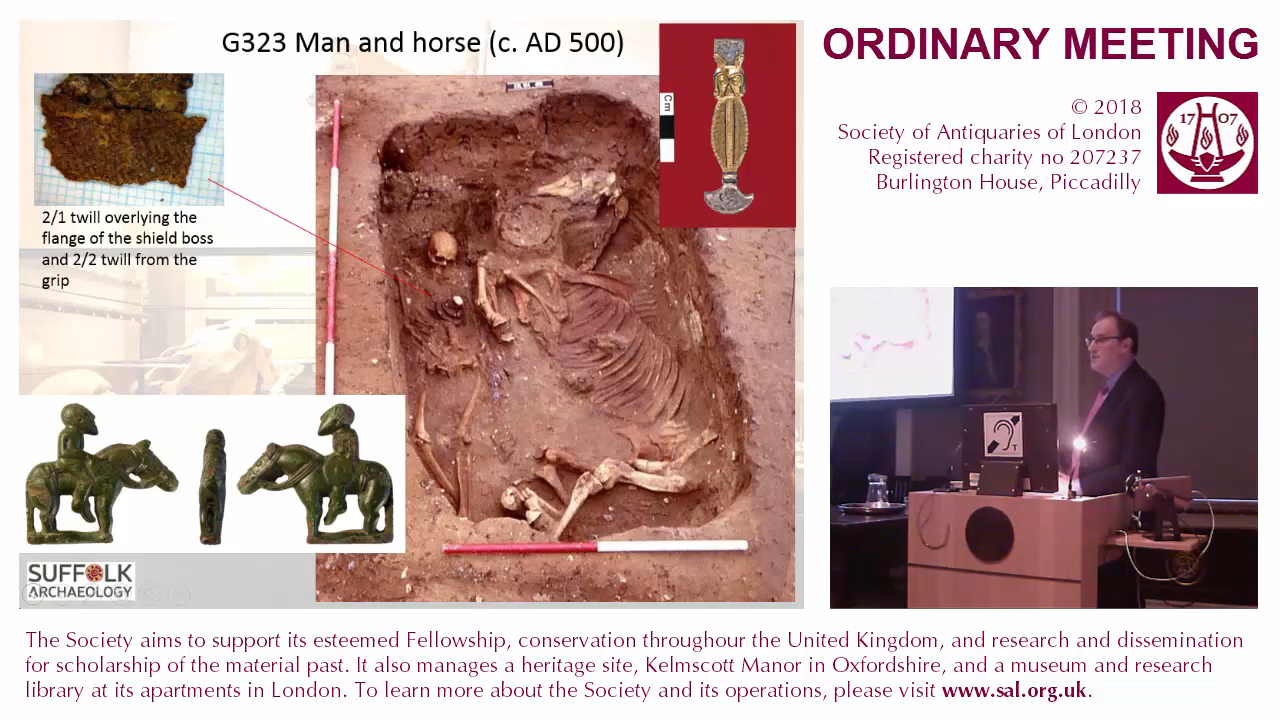 G323 Man and horse (c. AD 500)
Cm
2/1 twill overlying the
flange of the shield boss
and 2/2 twill from the
grip
SUFFOLK
ARCHAEOLOGY
ORDINARY MEETING
© 2018
Society of Antiquaries of London
Registered charity no 207237
Burlington House, Piccadilly
1707
T
The Society aims to support its esteemed Fellowship, conservation throughour the United Kingdom, and research and dissemination
for scholarship of the material past. It also manages a heritage site, Kelmscott Manor in Oxfordshire, and a museum and research
library at its apartments in London. To learn more about the Society and its operations, please visit www.sal.org.uk.